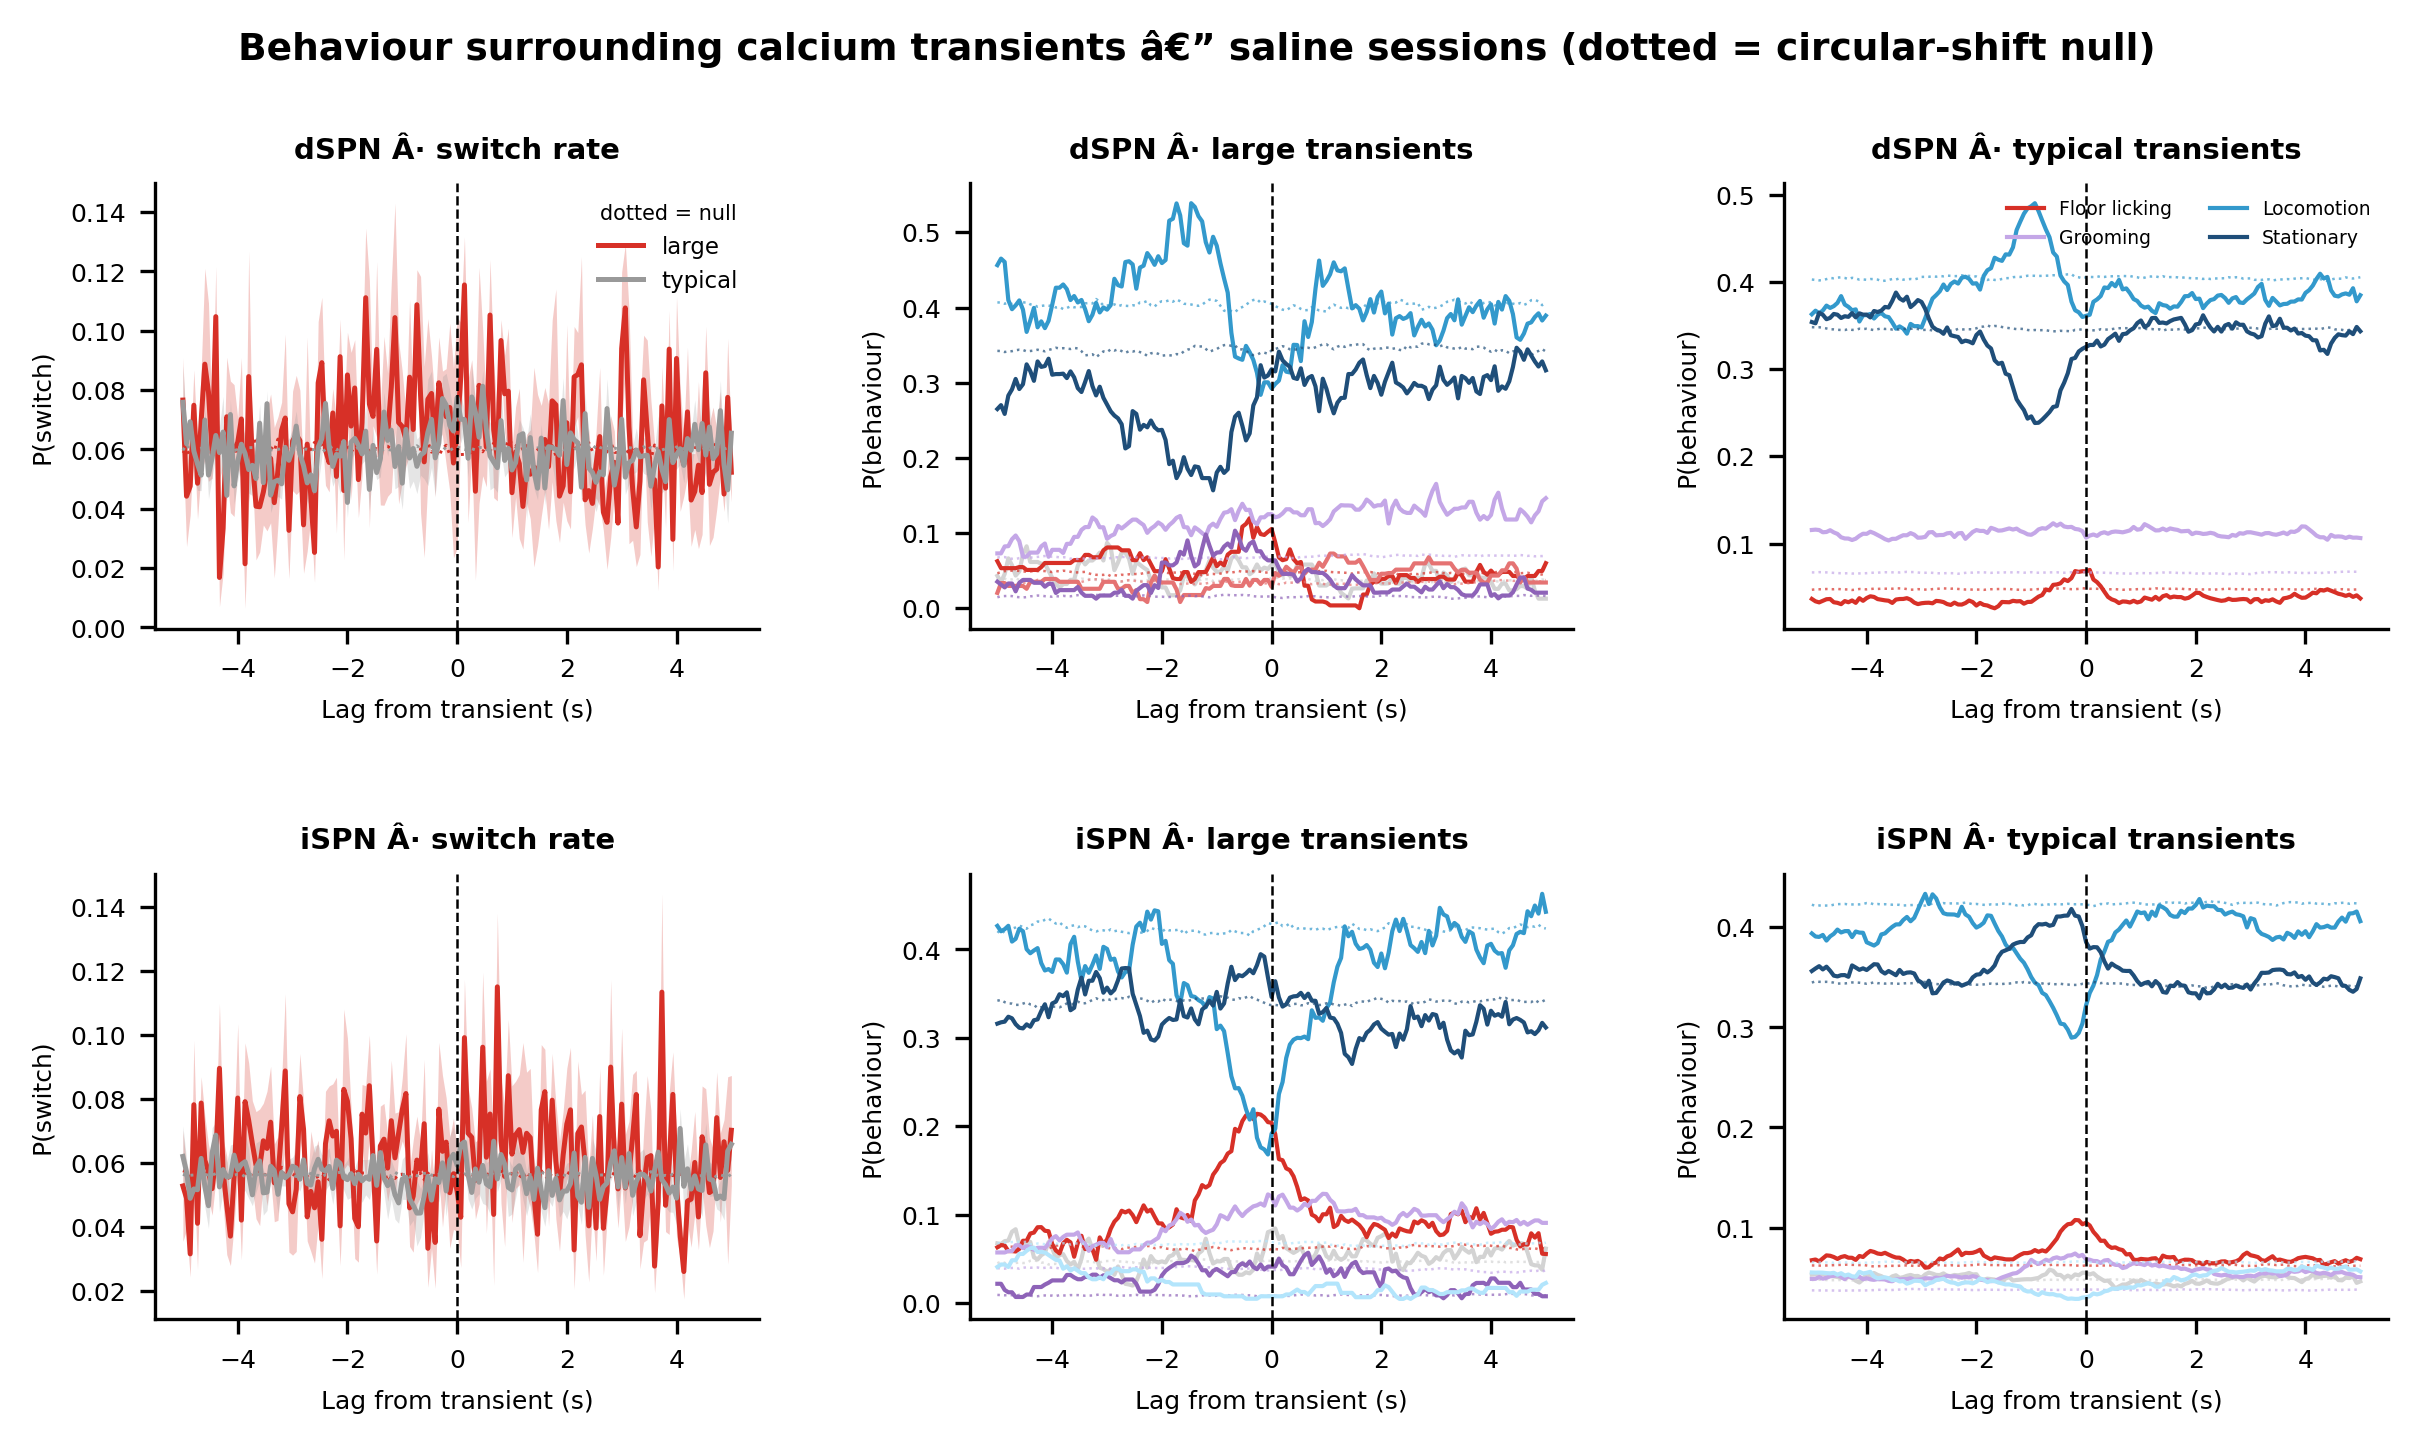 Behaviour surrounding calcium transients â€” saline sessions (dotted = circular-shift null)
dSPN Â· switch rate
P(switch)
0.14
0.12
0.10
0.08
0.06
0.04
0.02
0.00
dotted = null
large
typical
−4 −2 0 2 4
Lag from transient (s)
dSPN Â· large transients
P(behaviour)
0.5
0.4
0.3
0.2
0.1
0.0
−4 −2 0 2 4
Lag from transient (s)
dSPN Â· typical transients
P(behaviour)
0.5
0.4
0.3
0.2
0.1
Floor licking
Grooming
Locomotion
Stationary
−4 −2 0 2 4
Lag from transient (s)
iSPN Â· switch rate
P(switch)
0.14
0.12
0.10
0.08
0.06
0.04
0.02
−4 −2 0 2 4
Lag from transient (s)
iSPN Â· large transients
P(behaviour)
0.4
0.3
0.2
0.1
0.0
−4 −2 0 2 4
Lag from transient (s)
iSPN Â· typical transients
P(behaviour)
0.4
0.3
0.2
0.1
−4 −2 0 2 4
Lag from transient (s)